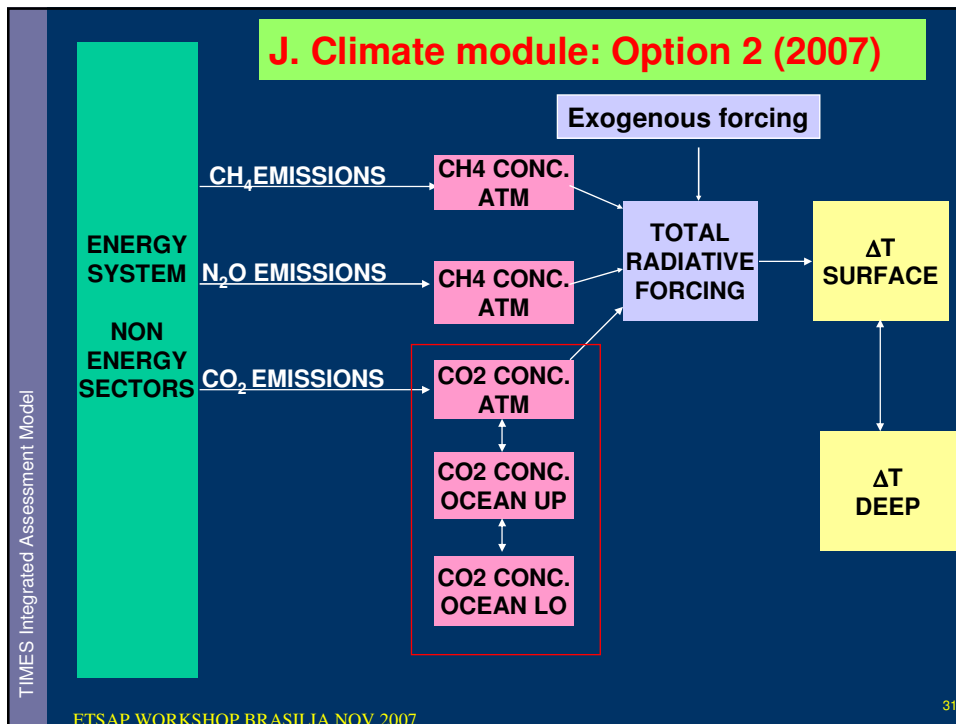 J. Climate module: Option 2 (2007)
Exogenous forcing
CH4 EMISSIONS
CH4 CONC.
ATM
ENERGY
SYSTEM
NON
ENERGY
SECTORS
N2O EMISSIONS
CH4 CONC.
ATM
TOTAL
RADIATIVE
FORCING
ΔT
SURFACE
CO2 EMISSIONS
CO2 CONC.
ATM
CO2 CONC.
OCEAN UP
CO2 CONC.
OCEAN LO
ΔT
DEEP
TIMES Integrated Assessment Model
ETSAP WORKSHOP BRASILIA NOV 2007
31